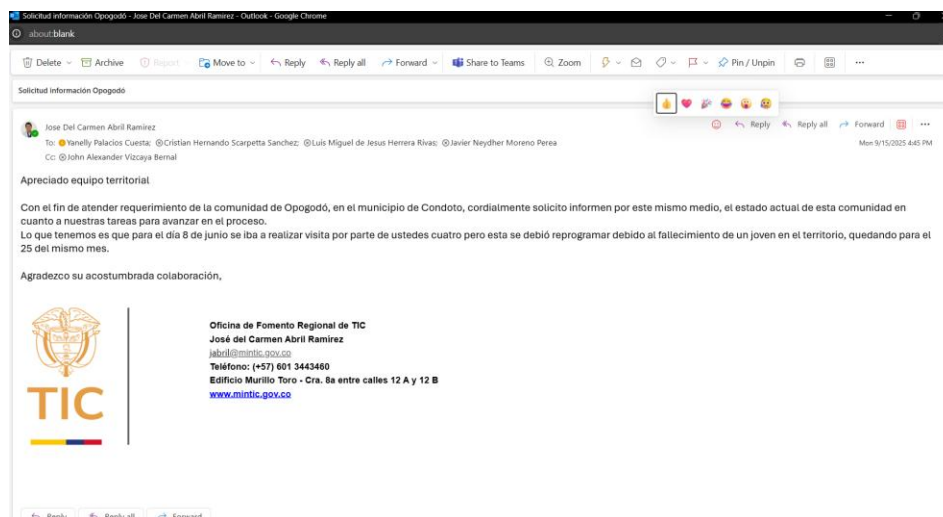 Solicitud información Opogodó - Jose Del Carmen Abril Ramirez - Outlook - Google Chrome
about:blank
Delete Archive Report Move to Reply Reply all Forward Share to Teams Zoom Pin / Unpin
Solicitud información Opogodó
Jose Del Carmen Abril Ramirez
Reply Reply all Forward
To: Yanelly Palacios Cuesta; Cristian Hernando Scarpetta Sanchez; Luis Miguel de Jesus Herrera Rivas; Javier Neydher Moreno Perea
Mon 9/15/2025 4:45 PM
Cc: John Alexander Vizcaya Bernal
Apreciado equipo territorial
Con el fin de atender requerimiento de la comunidad de Opogodó, en el municipio de Condoto, cordialmente solicito informen por este mismo medio, el estado actual de esta comunidad en
cuanto a nuestras tareas para avanzar en el proceso.
Lo que tenemos es que para el día 8 de junio se iba a realizar visita por parte de ustedes cuatro pero esta se debió reprogramar debido al fallecimiento de un joven en el territorio, quedando para el
25 del mismo mes.
Agradezco su acostumbrada colaboración,
TIC
Oficina de Fomento Regional de TIC
José del Carmen Abril Ramirez
jabril@mintic.gov.co
Teléfono: (+57) 601 3443460
Edificio Murillo Toro - Cra. 8a entre calles 12 A y 12 B
www.mintic.gov.co
Reply Reply all Forward